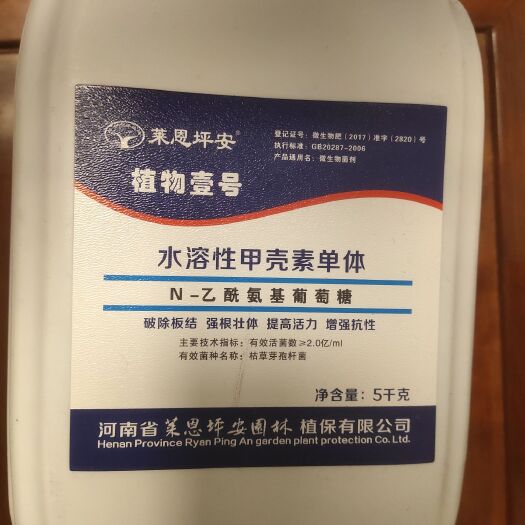 莱恩坪安®
植物壹号
登记证号：微生物肥（2017）准字（2820）号
执行标准：GB20287-2006
产品通用名：微生物菌剂
水溶性甲壳素单体
N-乙酰氨基葡萄糖
破除板结 强根壮体 提高活力 增强抗性
主要技术指标：有效活菌数≥2.0亿/ml
有效菌种名称：枯草芽孢杆菌
净含量：5千克
河南省莱恩坪安园林植保有限公司
Henan Province Ryan Ping An garden plant protection Co. Ltd.